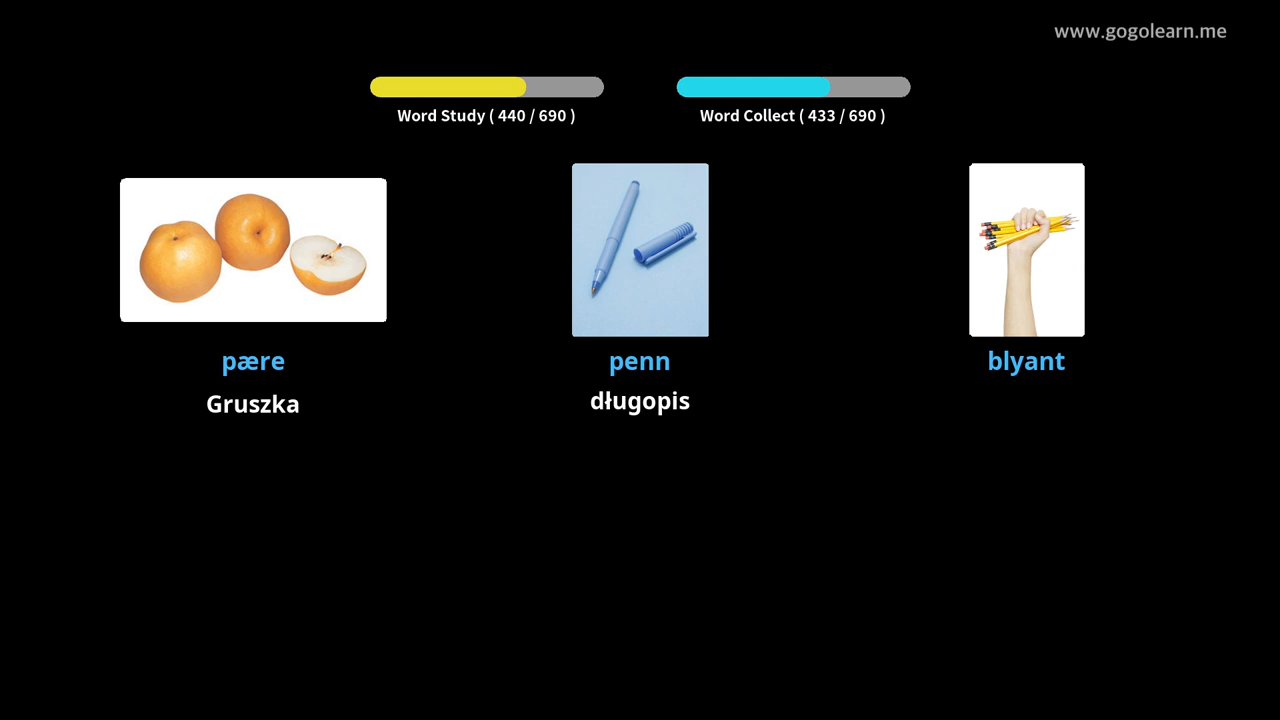 www.gogolearn.me
Word Study ( 440 / 690 )
Word Collect ( 433 / 690 )
pære
penn
blyant
Gruszka
długopis